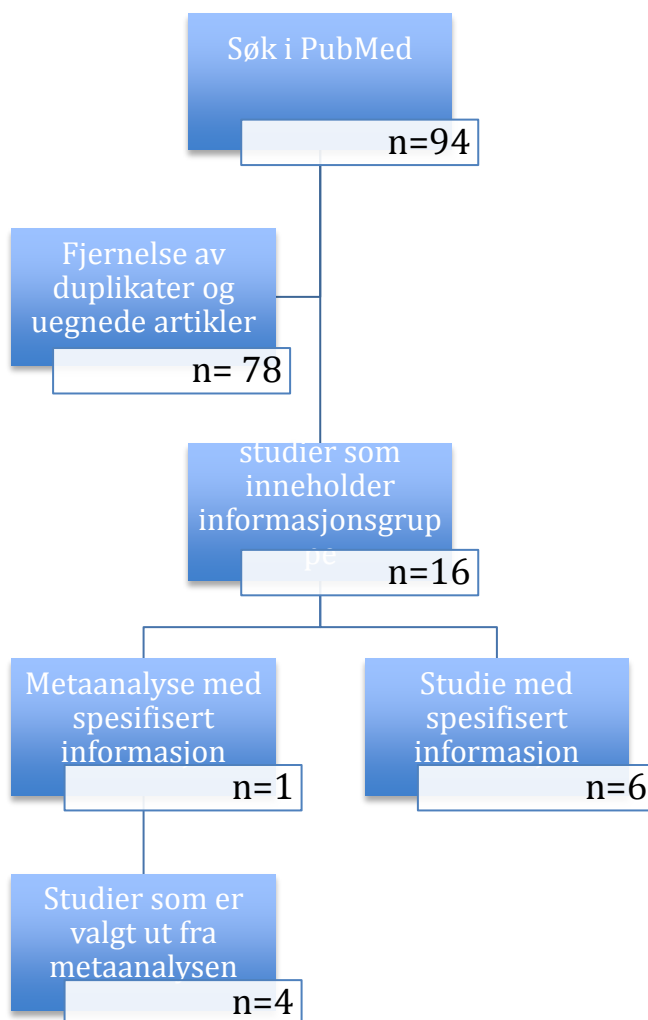 Søk i PubMed
n=94
Fjernelse av
duplikater og
uegnede artikler
n= 78
studier som
inneholder
informasjonsgrup
pe
n=16
Metaanalyse med
spesifisert
informasjon
n=1
Studie med
spesifisert
informasjon
n=6
Studier som er
valgt ut fra
metaanalysen
n=4